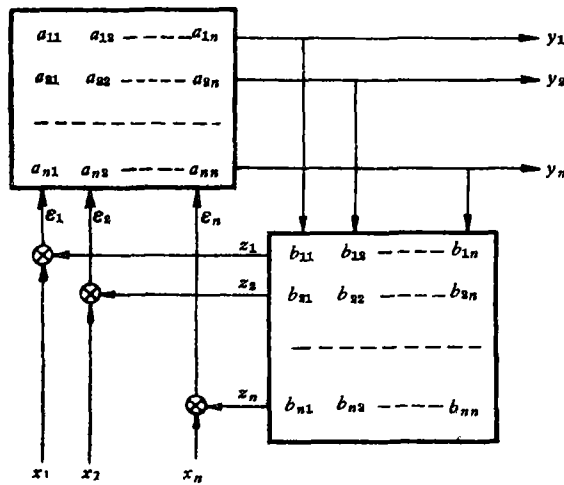 a₁₁ a₁₂ ----- a₁ₙ y₁
a₂₁ a₂₂ ----- a₂ₙ y₂
aₙ₁ aₙ₂ ----- aₙₙ yₙ
ε₁ ε₂ εₙ
z₁ b₁₁ b₁₂ ----- b₁ₙ
z₂ b₂₁ b₂₂ ----- b₂ₙ
zₙ bₙ₁ bₙ₂ ----- bₙₙ
x₁ x₂ xₙ